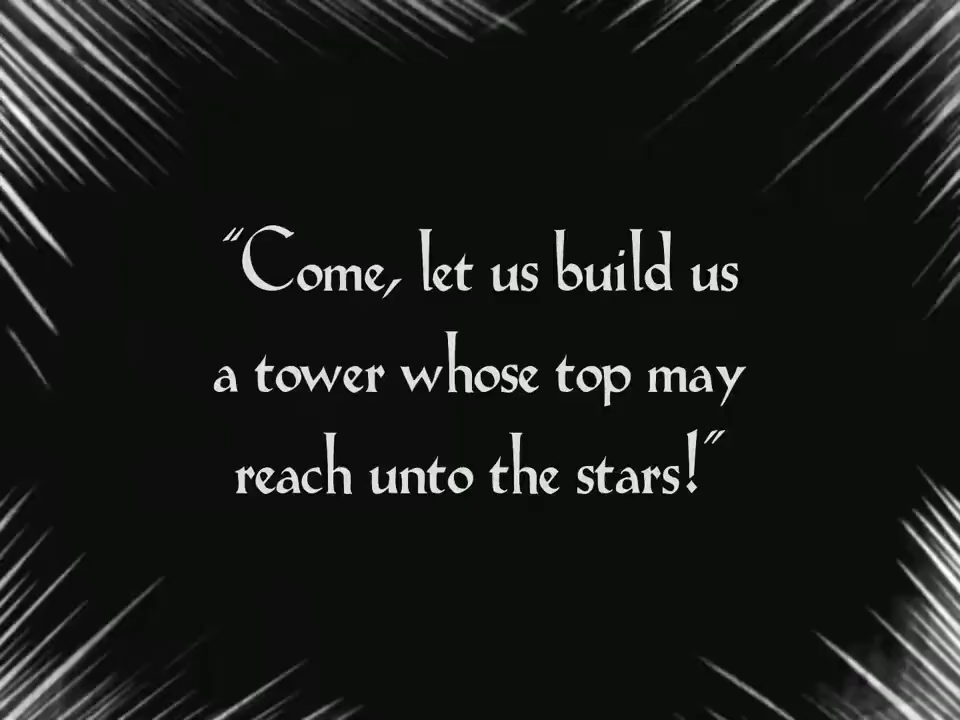 “Come, let us build us
a tower whose top may
reach unto the stars!”